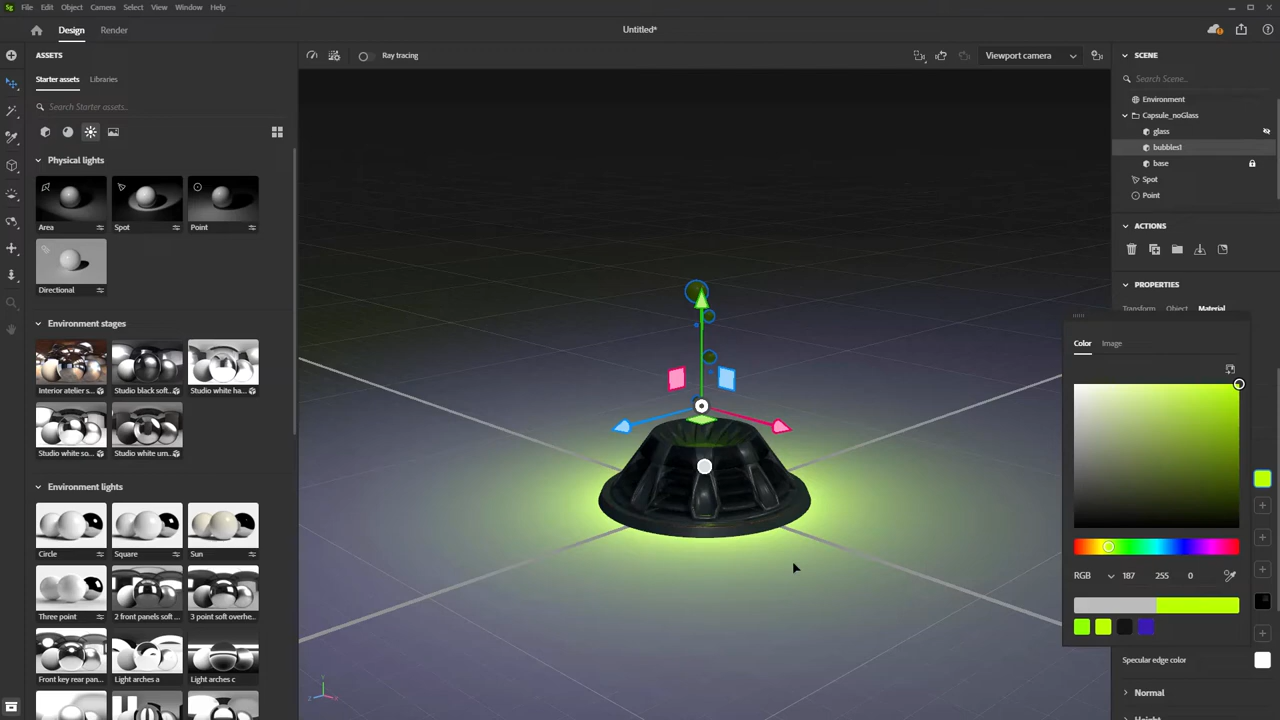 Sg File Edit Object Camera Select View Window Help
Design Render Untitled*
ASSETS
Starter assets Libraries
Search Starter assets..
Physical lights
Area Spot Point
Directional
Environment stages
Interior atelier s... Studio black soft... Studio white ha...
Studio white so... Studio white um...
Environment lights
Circle Square Sun
Three point 2 front panels soft ... 3 point soft overhe...
Front key rear pan... Light arches a Light arches c
Ray tracing Viewport camera
SCENE
Search Scene...
Environment
Capsule_noGlass
glass
bubbles1
base
Spot
Point
ACTIONS
PROPERTIES
Transform Object Material
Color Image
RGB 187 255 0
Specular edge color
Normal
Height